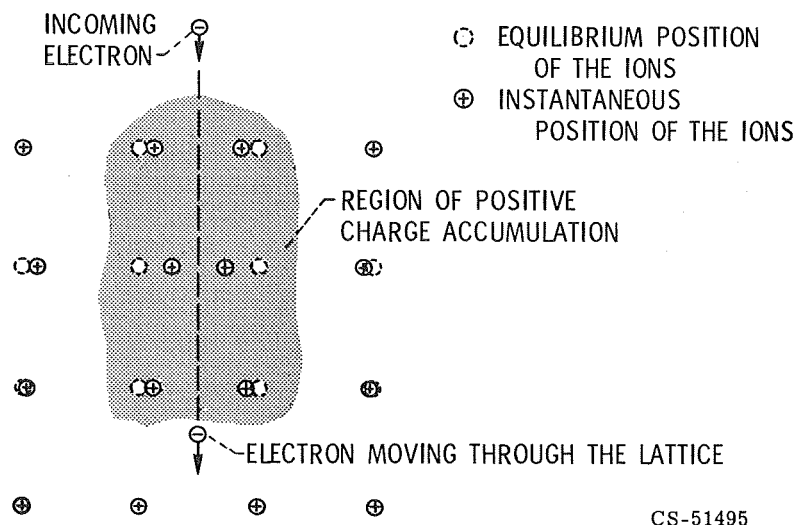 INCOMING
ELECTRON
EQUILIBRIUM POSITION
OF THE IONS
INSTANTANEOUS
POSITION OF THE IONS
REGION OF POSITIVE
CHARGE ACCUMULATION
ELECTRON MOVING THROUGH THE LATTICE
CS-51495